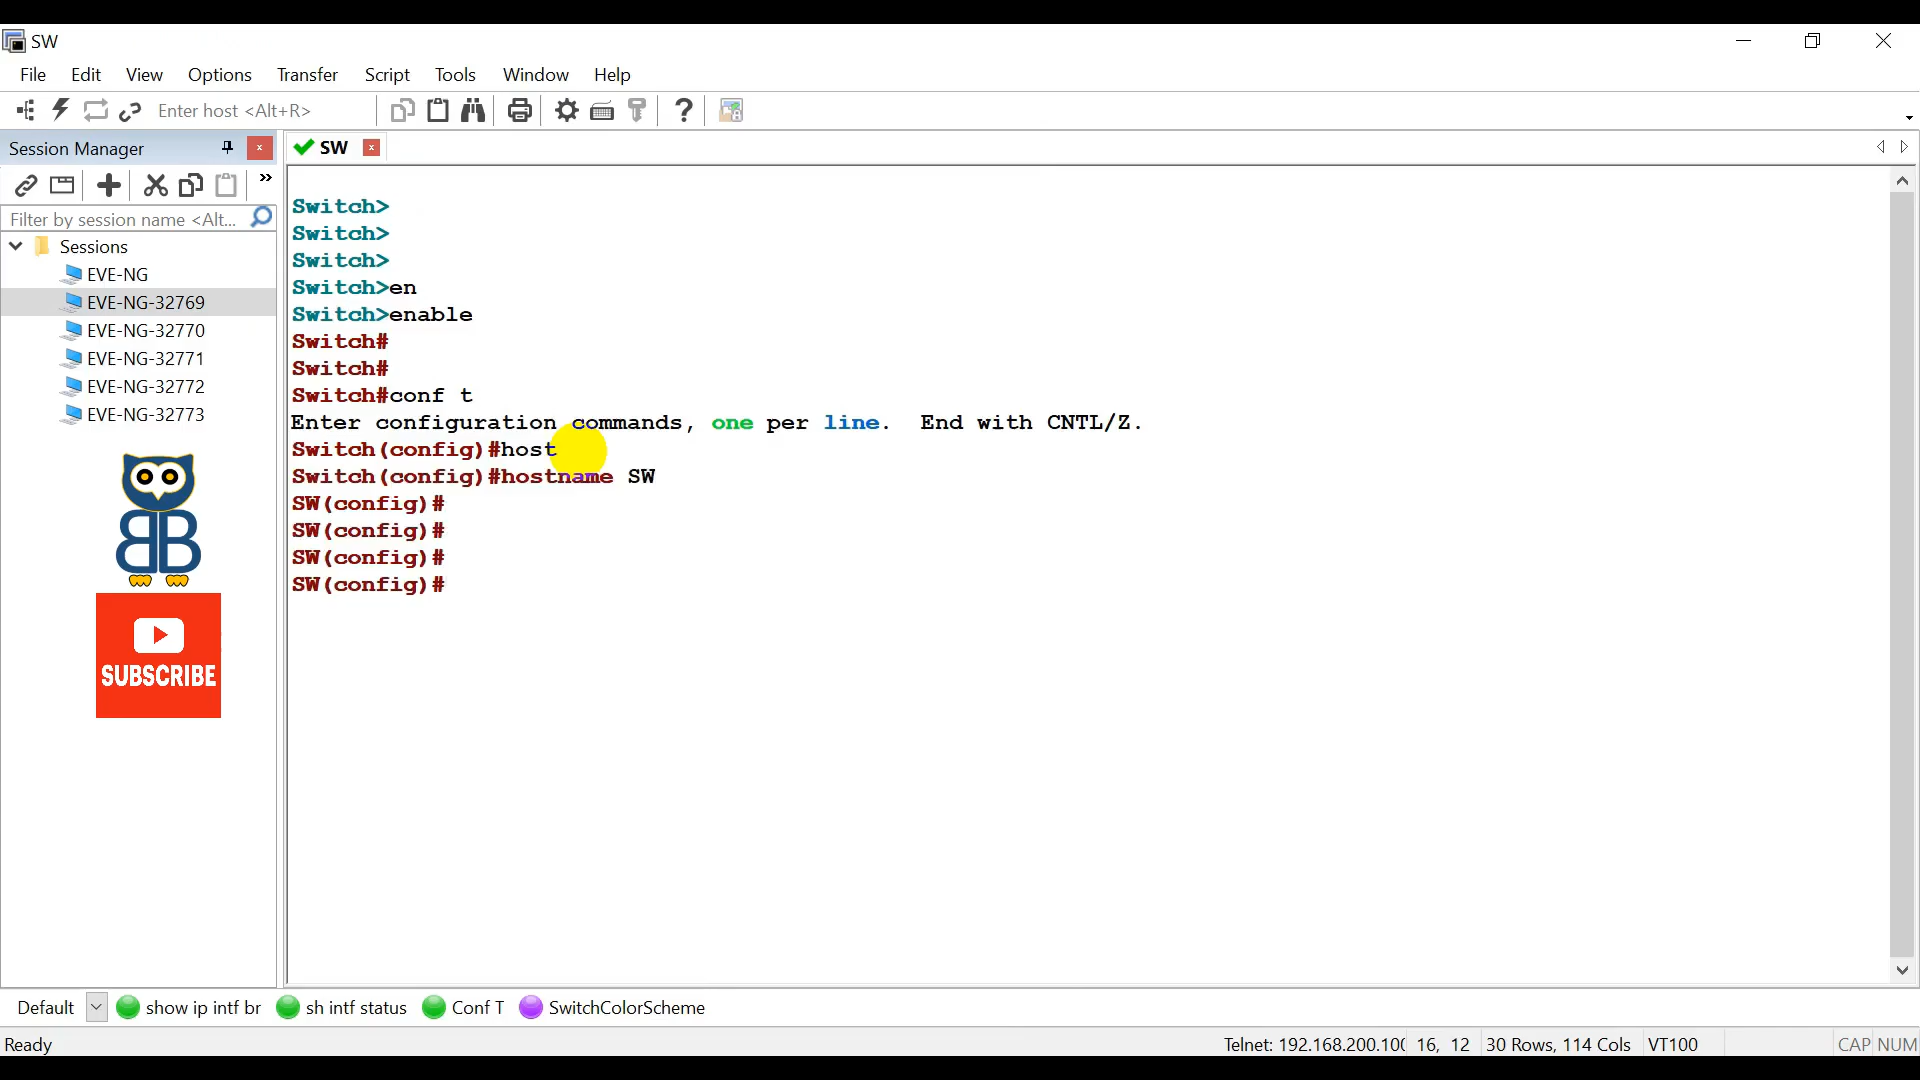 SW
File Edit View Options Transfer Script Tools Window Help
Enter host <Alt+R>
Session Manager
SW
Filter by session name <Alt...
Sessions
EVE-NG
EVE-NG-32769
EVE-NG-32770
EVE-NG-32771
EVE-NG-32772
EVE-NG-32773
BB
SUBSCRIBE
Switch>
Switch>
Switch>
Switch>en
Switch>enable
Switch#
Switch#
Switch#conf t
Enter configuration commands, one per line.  End with CNTL/Z.
Switch(config)#host
Switch(config)#hostname SW
SW(config)#
SW(config)#
SW(config)#
SW(config)#
Default show ip intf br sh intf status Conf T SwitchColorScheme
Ready Telnet: 192.168.200.100 16, 12 30 Rows, 114 Cols VT100 CAP NUM